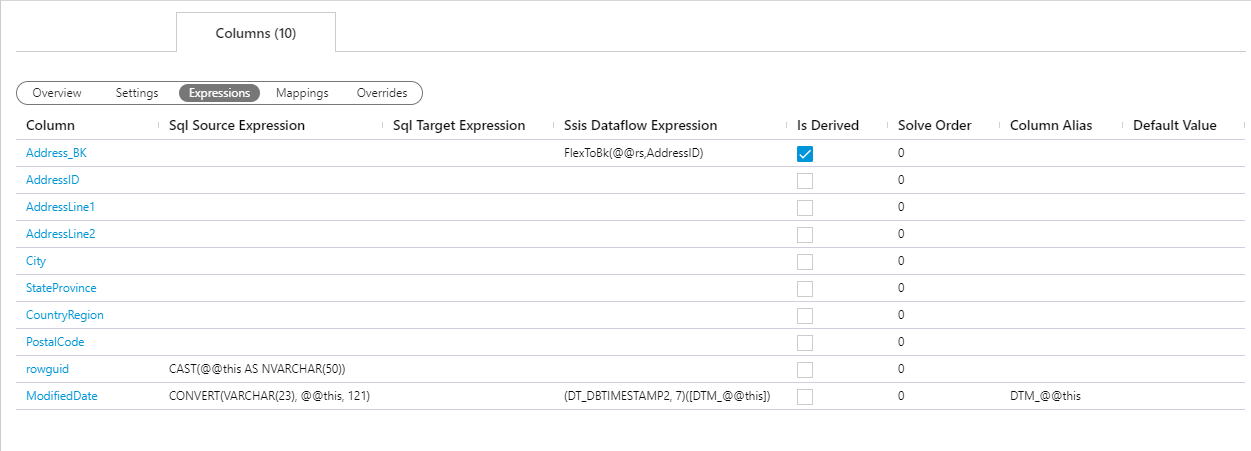 Columns (10)
Overview Settings Expressions Mappings Overrides
Column Sql Source Expression Sql Target Expression Ssis Dataflow Expression Is Derived Solve Order Column Alias Default Value
Address_BK FlexToBk(@@rs,AddressID) 0
AddressID 0
AddressLine1 0
AddressLine2 0
City 0
StateProvince 0
CountryRegion 0
PostalCode 0
rowguid CAST(@@this AS NVARCHAR(50)) 0
ModifiedDate CONVERT(VARCHAR(23), @@this, 121) (DT_DBTIMESTAMP2, 7)([DTM_@@this]) 0 DTM_@@this